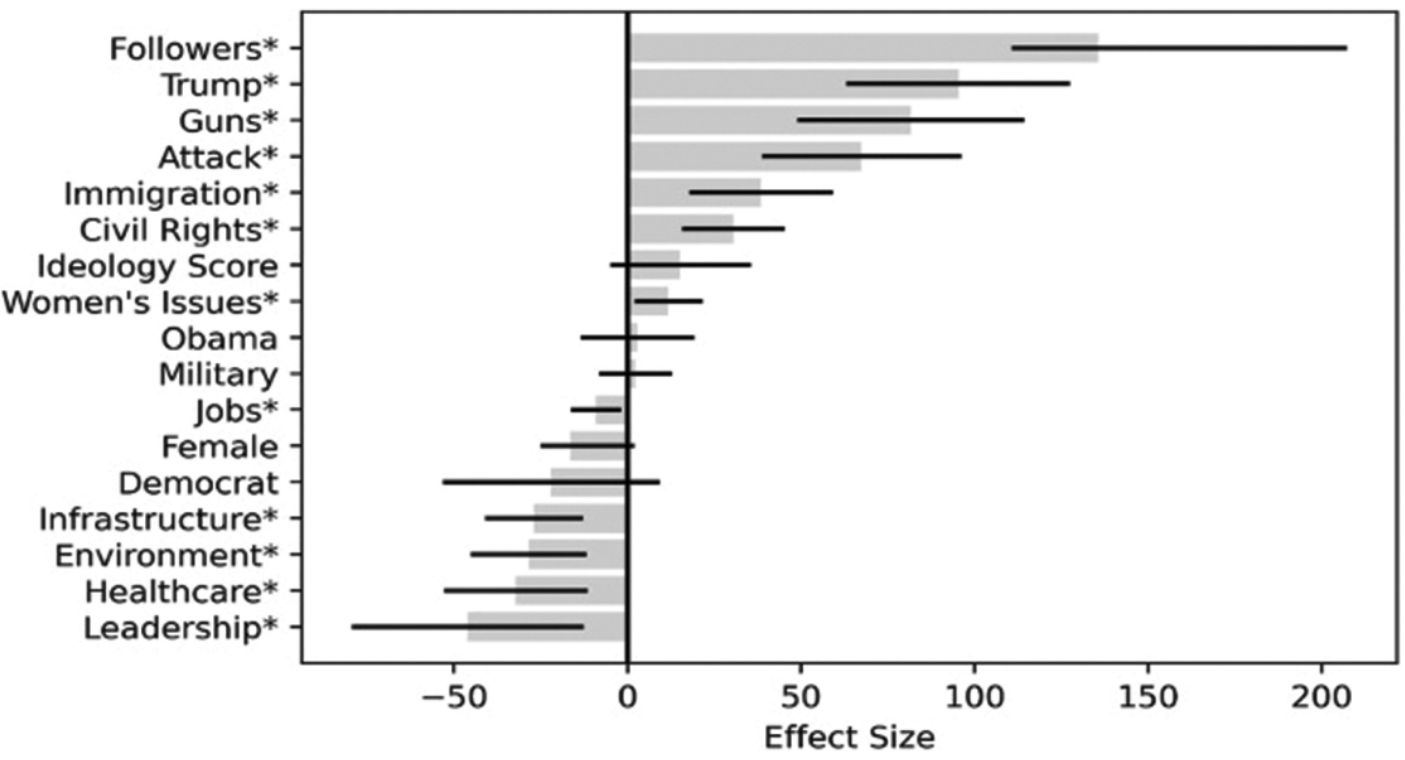 Followers*
Trump*
Guns*
Attack*
Immigration*
Civil Rights*
Ideology Score
Women's Issues*
Obama
Military
Jobs*
Female
Democrat
Infrastructure*
Environment*
Healthcare*
Leadership*
−50 0 50 100 150 200
Effect Size